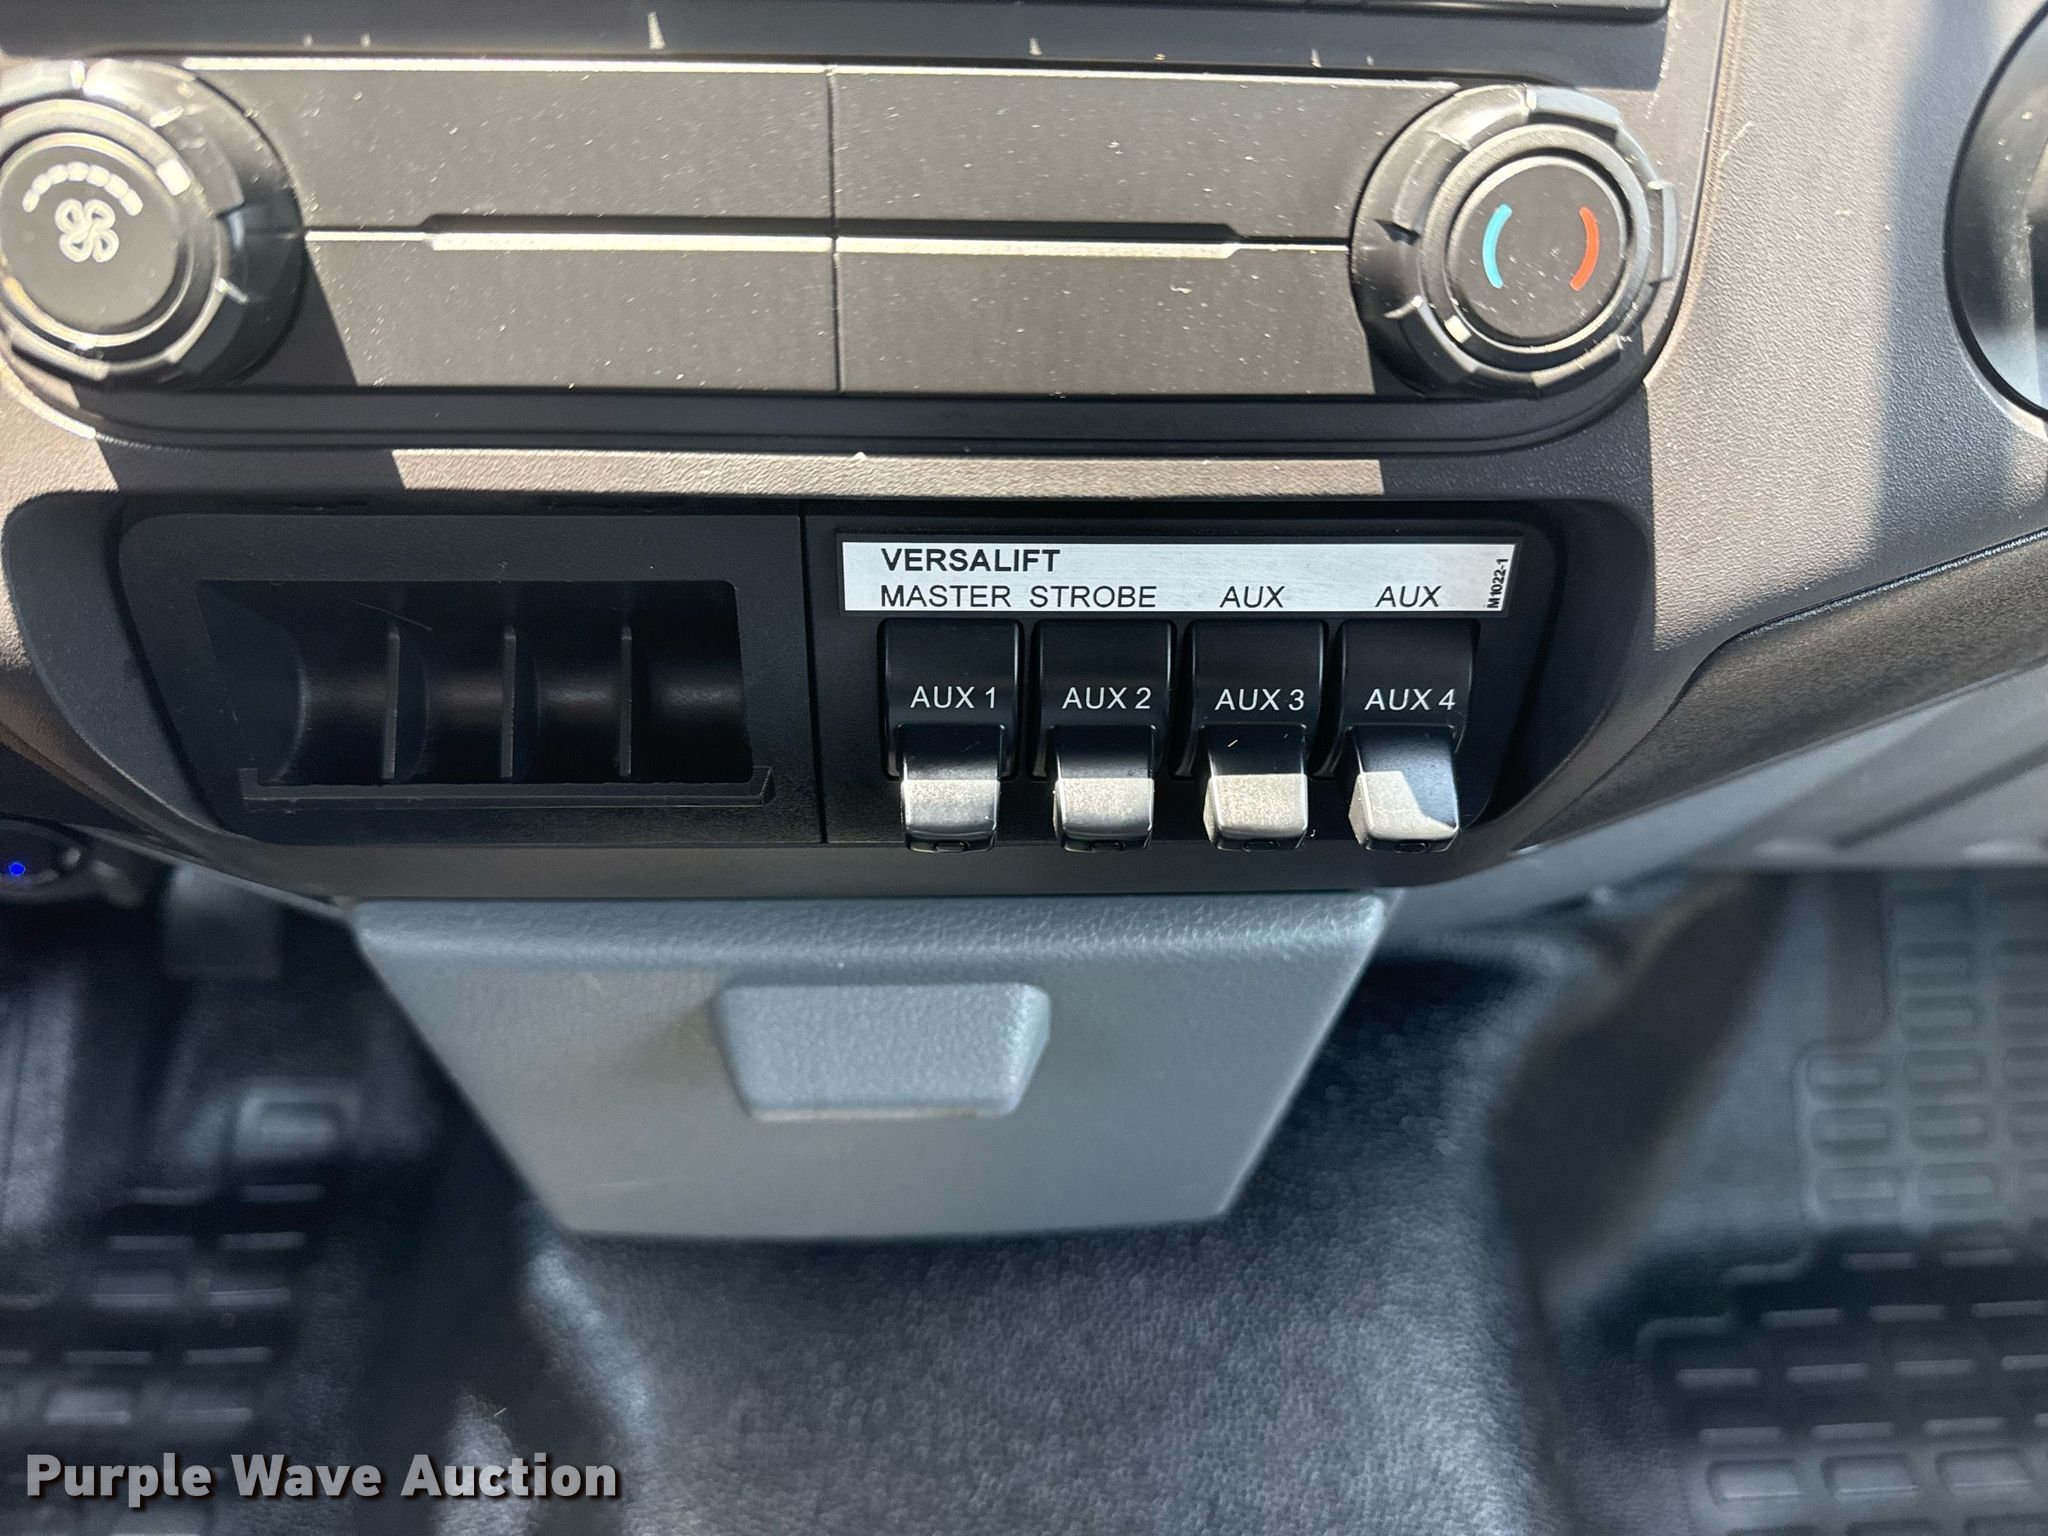 VERSALIFT
MASTER STROBE AUX AUX
M1022-1
AUX 1 AUX 2 AUX 3 AUX 4
Purple Wave Auction